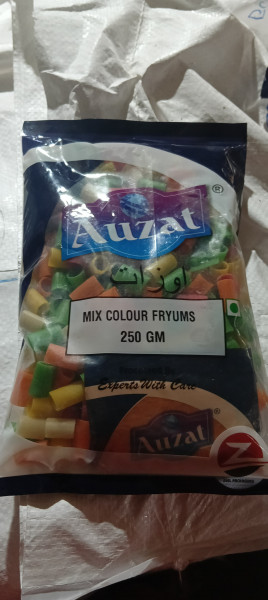 Auzat
®
اوزات
MIX COLOUR FRYUMS
250 GM
Experts With Care
Auzat
®
Z